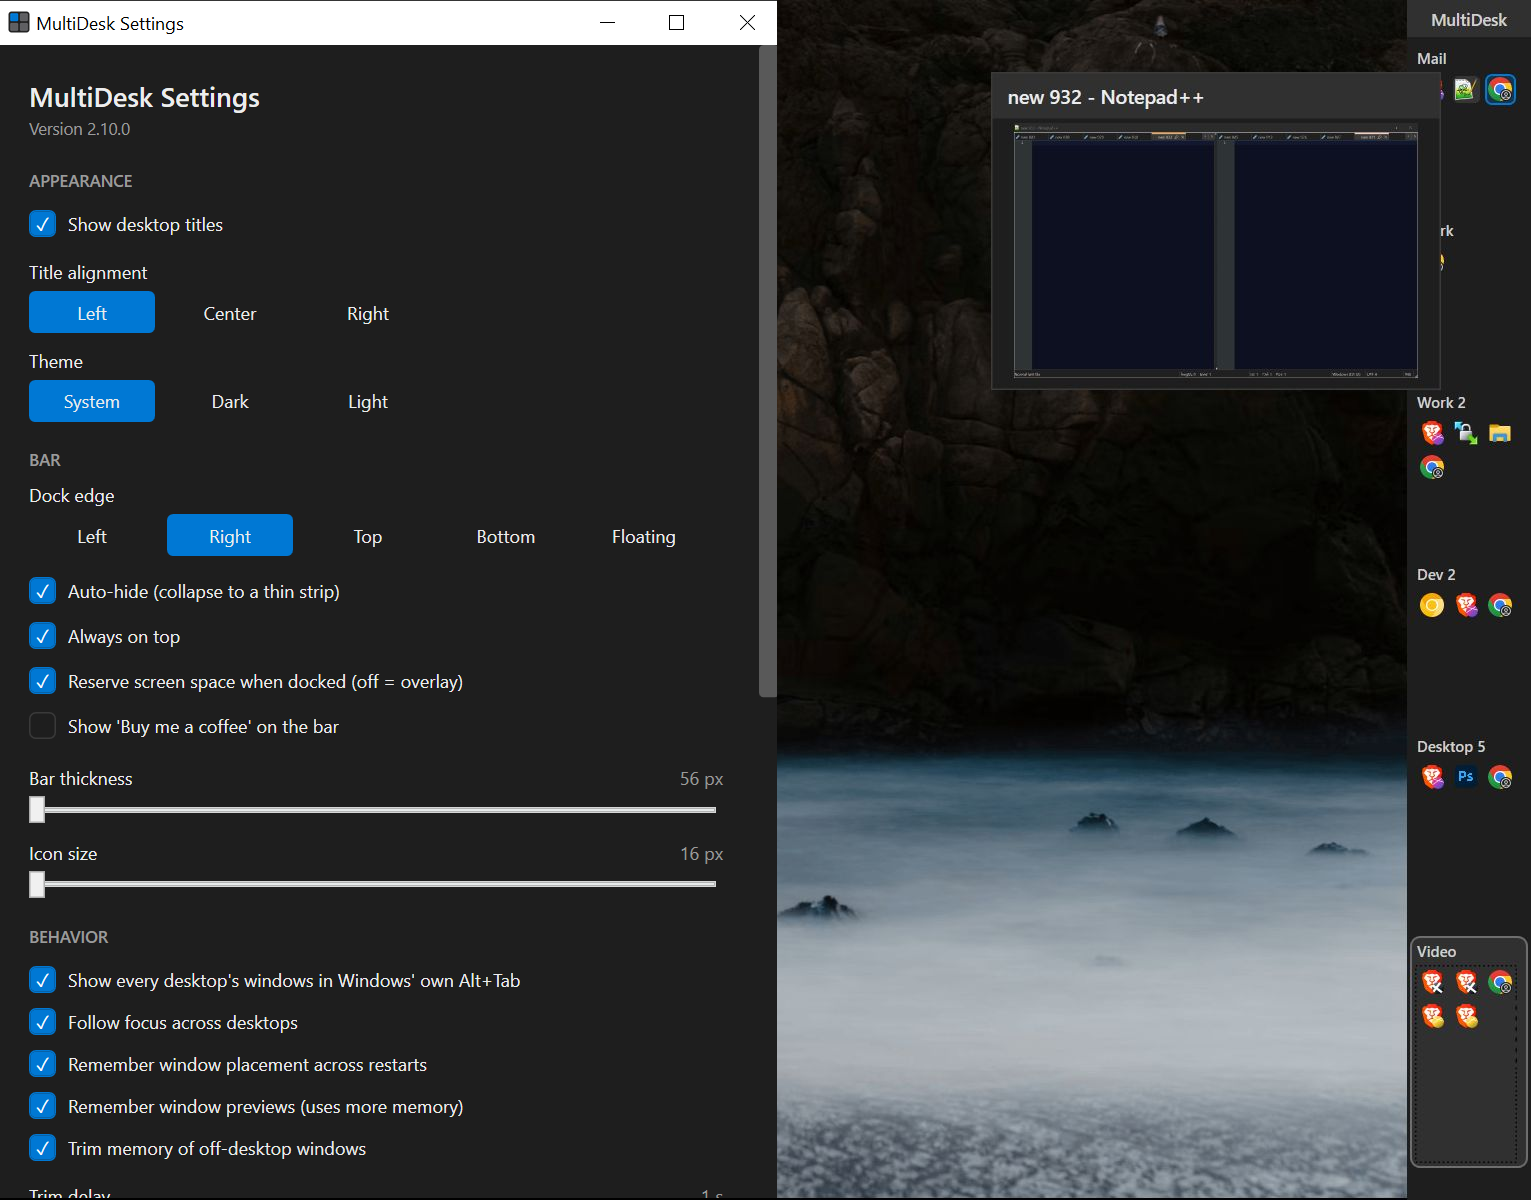 MultiDesk Settings
MultiDesk Settings
Version 2.10.0
APPEARANCE
Show desktop titles
Title alignment
Left
Center
Right
Theme
System
Dark
Light
BAR
Dock edge
Left
Right
Top
Bottom
Floating
Auto-hide (collapse to a thin strip)
Always on top
Reserve screen space when docked (off = overlay)
Show 'Buy me a coffee' on the bar
Bar thickness
56 px
Icon size
16 px
BEHAVIOR
Show every desktop's windows in Windows' own Alt+Tab
Follow focus across desktops
Remember window placement across restarts
Remember window previews (uses more memory)
Trim memory of off-desktop windows
Trim delay
1 s
new 932 - Notepad++
MultiDesk
Mail
rk
Work 2
Dev 2
Desktop 5
Ps
Video